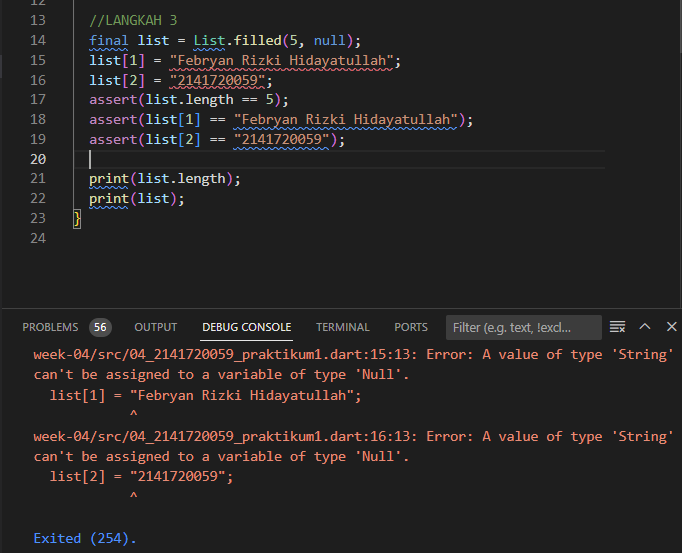 12
13 //LANGKAH 3
14 final list = List.filled(5, null);
15 list[1] = "Febryan Rizki Hidayatullah";
16 list[2] = "2141720059";
17 assert(list.length == 5);
18 assert(list[1] == "Febryan Rizki Hidayatullah");
19 assert(list[2] == "2141720059");
20
21 print(list.length);
22 print(list);
23 }
24
PROBLEMS 56 OUTPUT DEBUG CONSOLE TERMINAL PORTS Filter (e.g. text, !excl...
week-04/src/04_2141720059_praktikum1.dart:15:13: Error: A value of type 'String'
can't be assigned to a variable of type 'Null'.
list[1] = "Febryan Rizki Hidayatullah";
^
week-04/src/04_2141720059_praktikum1.dart:16:13: Error: A value of type 'String'
can't be assigned to a variable of type 'Null'.
list[2] = "2141720059";
^
Exited (254).